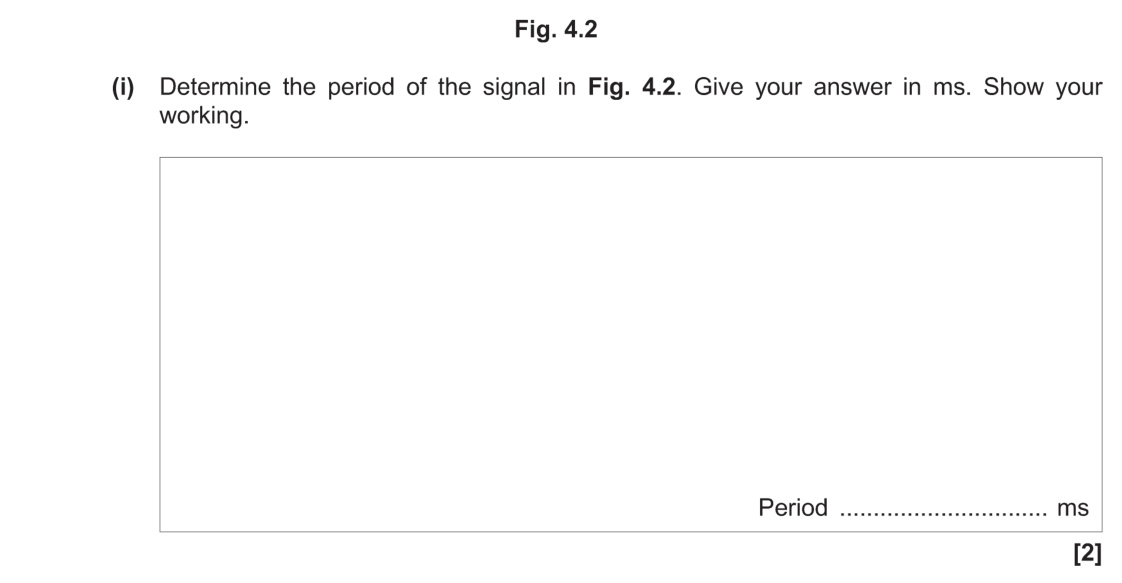 Fig. 4.2
(i) Determine the period of the signal in Fig. 4.2. Give your answer in ms. Show your
working.
Period ............................... ms
[2]